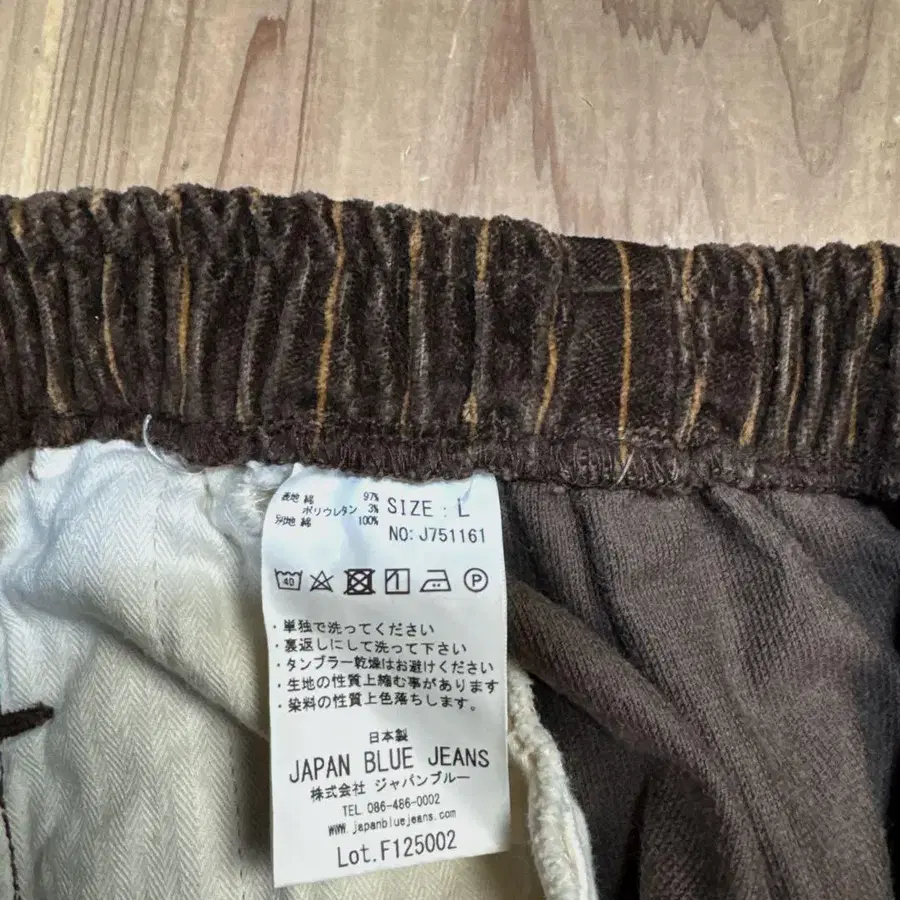 表地 綿 97%
ポリウレタン 3%
別地 綿 100%
SIZE : L
NO: J751161
40 P
・単独で洗ってください
・裏返しにして洗って下さい
・タンブラー乾燥はお避けください
・生地の性質上縮む事があります
・染料の性質上色落ちします。
日本製
JAPAN BLUE JEANS
株式会社 ジャパンブルー
TEL 086-486-0002
www.japanbluejeans.com
Lot.F125002